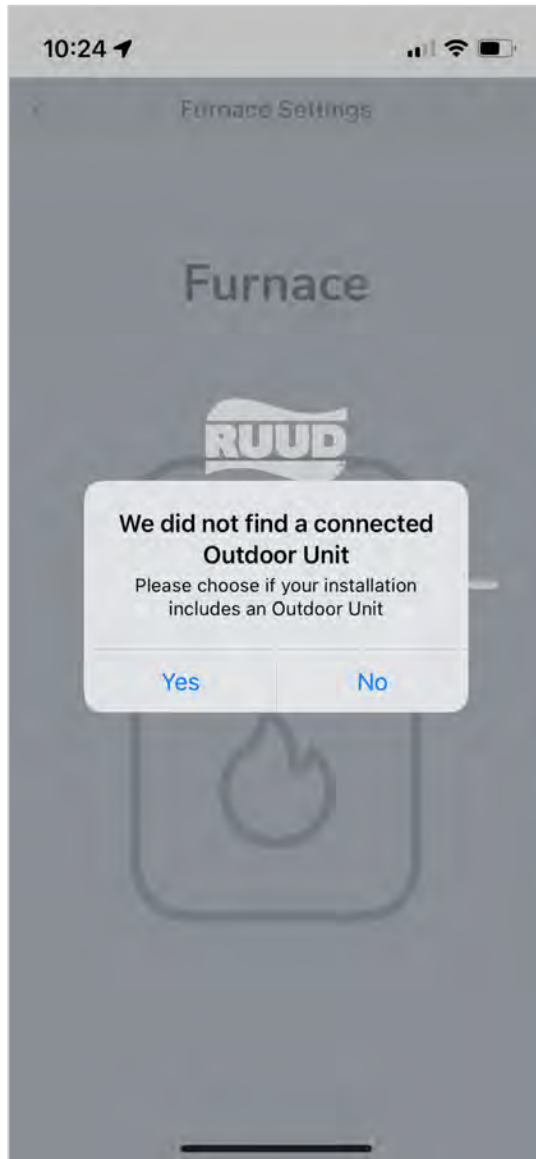 10:24
Furnace Settings
Furnace
RUUD
We did not find a connected
Outdoor Unit
Please choose if your installation
includes an Outdoor Unit
Yes
No